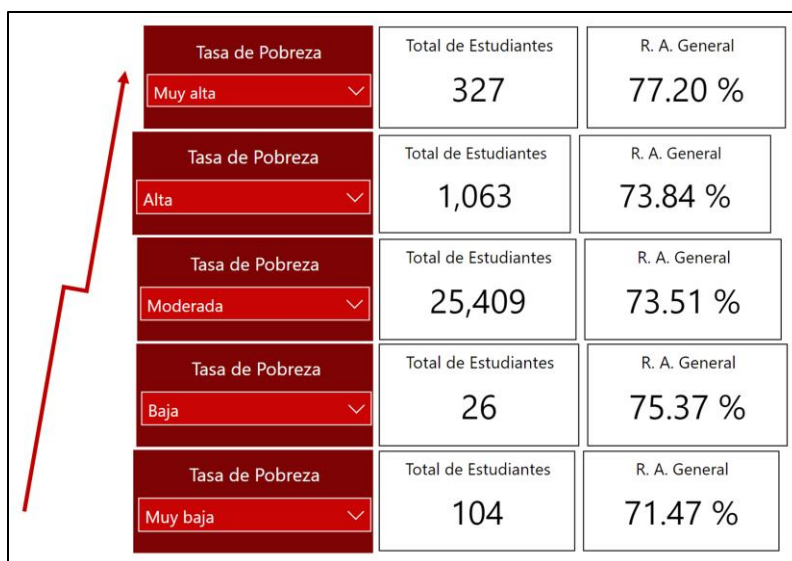 Tasa de Pobreza
Muy alta
Total de Estudiantes
327
R. A. General
77.20 %
Tasa de Pobreza
Alta
Total de Estudiantes
1,063
R. A. General
73.84 %
Tasa de Pobreza
Moderada
Total de Estudiantes
25,409
R. A. General
73.51 %
Tasa de Pobreza
Baja
Total de Estudiantes
26
R. A. General
75.37 %
Tasa de Pobreza
Muy baja
Total de Estudiantes
104
R. A. General
71.47 %